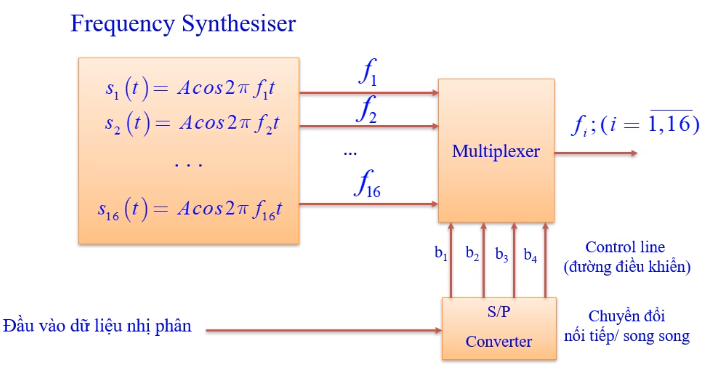 Frequency Synthesiser
s₁(t) = Acos2π f₁t
s₂(t) = Acos2π f₂t
...
s₁₆(t) = Acos2π f₁₆t
f₁
f₂
...
f₁₆
Multiplexer
fᵢ;(i = 1,16)
b₁ b₂ b₃ b₄
Control line
(đường điều khiển)
S/P
Converter
Chuyển đổi
nối tiếp/ song song
Đầu vào dữ liệu nhị phân